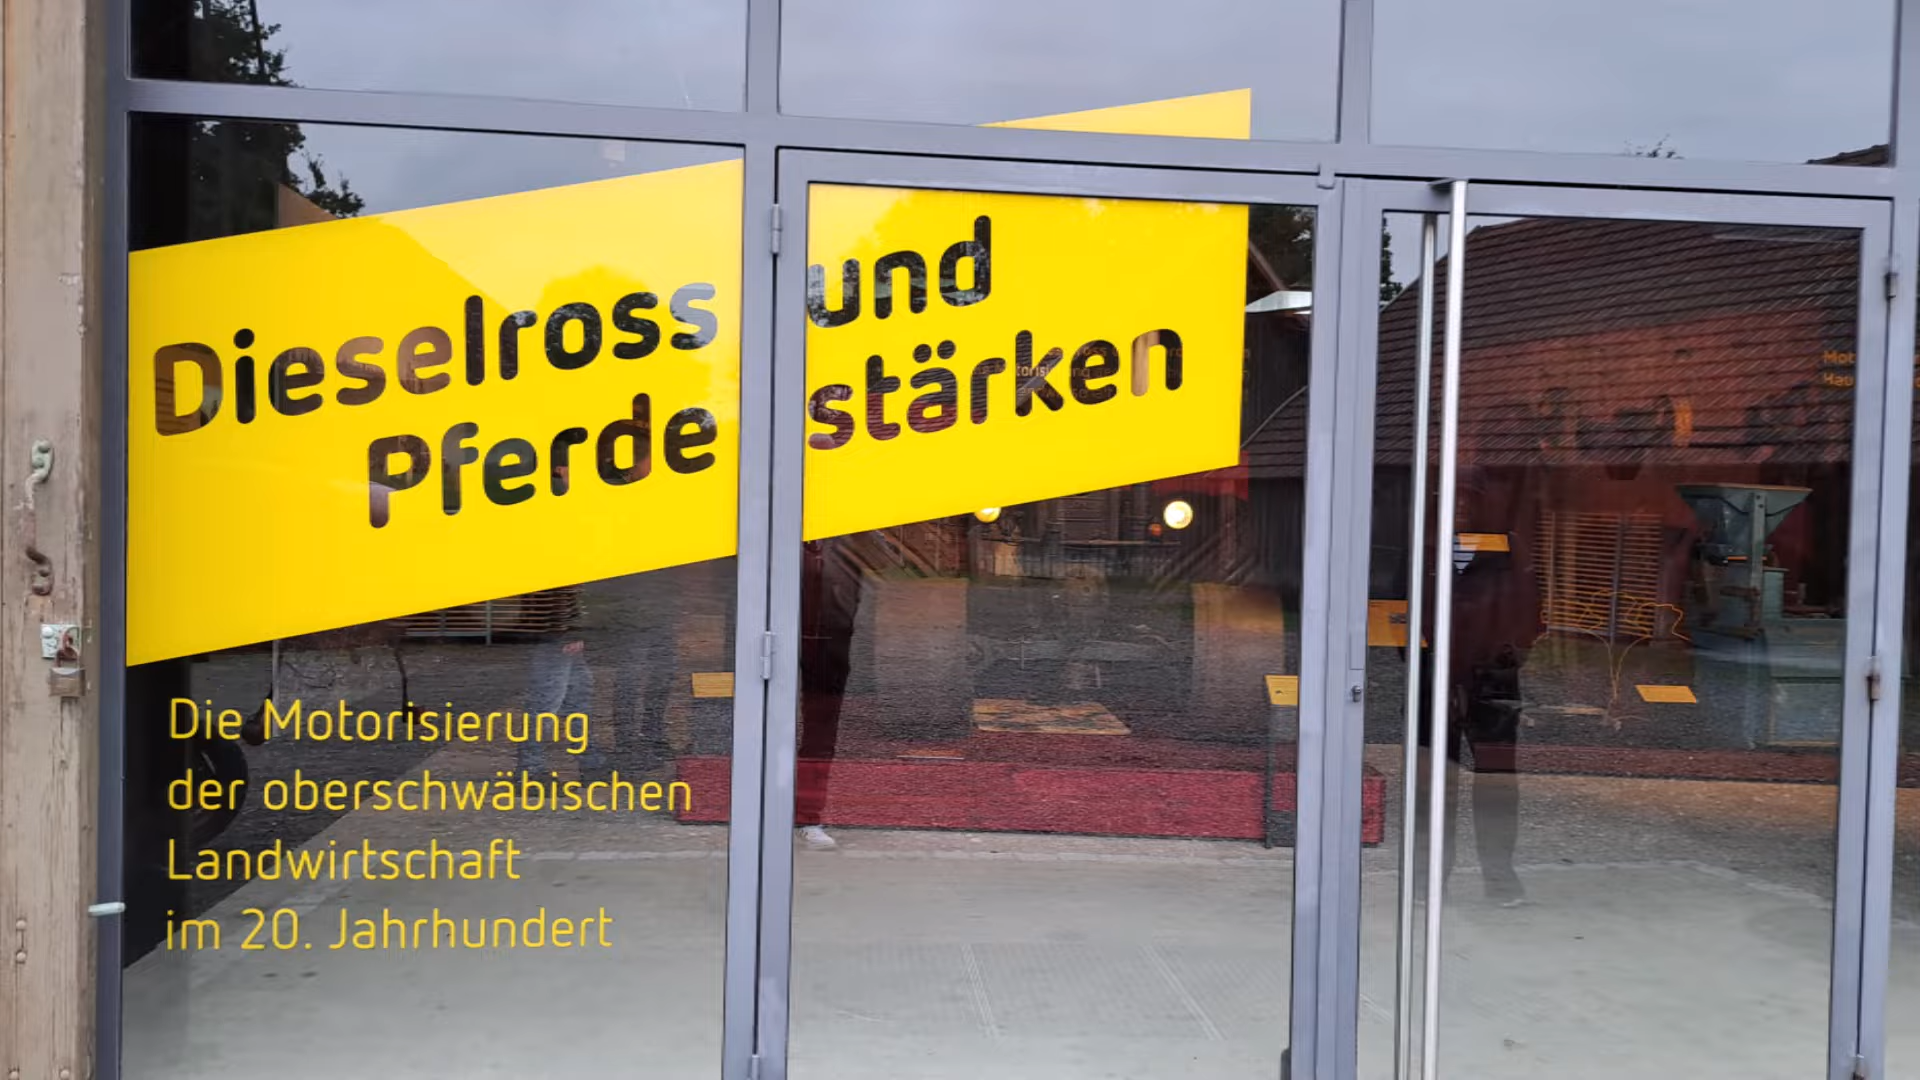 Dieselross und
Pferdestärken
Die Motorisierung
der oberschwäbischen
Landwirtschaft
im 20. Jahrhundert